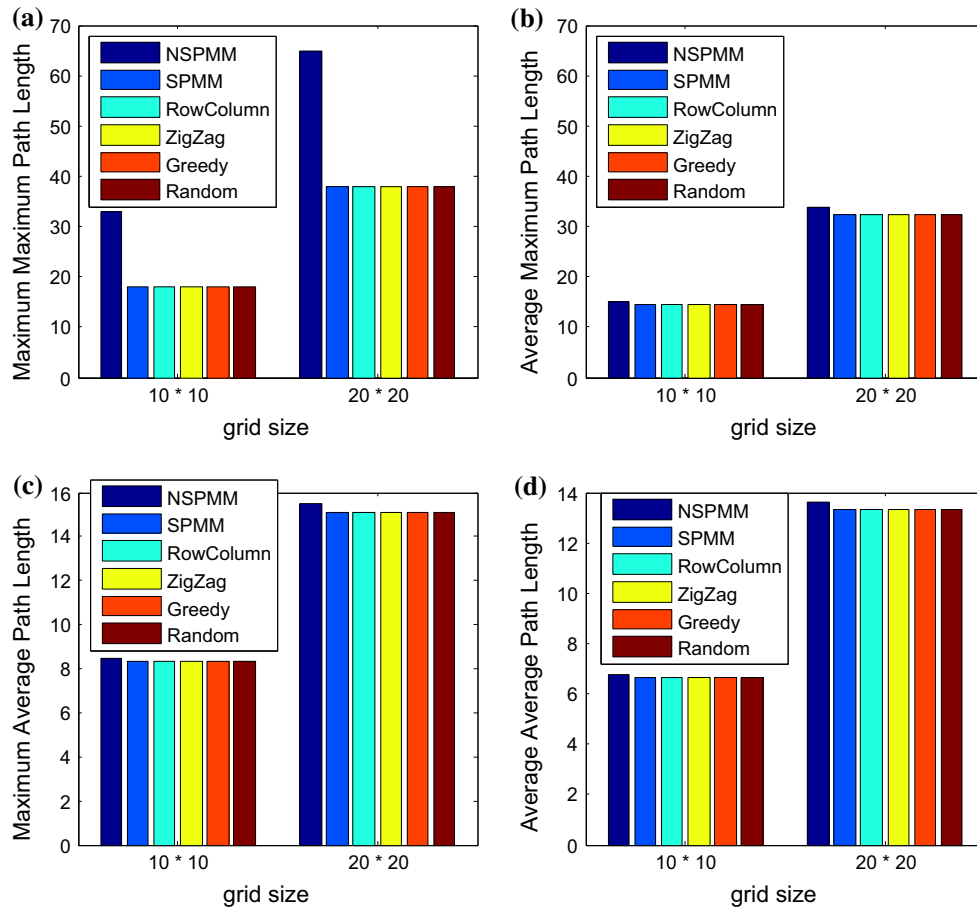 (a)
70
60
50
40
30
20
10
0
Maximum Maximum Path Length
NSPMM
SPMM
RowColumn
ZigZag
Greedy
Random
10 * 10
20 * 20
grid size
(b)
70
60
50
40
30
20
10
0
Average Maximum Path Length
NSPMM
SPMM
RowColumn
ZigZag
Greedy
Random
10 * 10
20 * 20
grid size
(c)
16
14
12
10
8
6
4
2
0
Maximum Average Path Length
NSPMM
SPMM
RowColumn
ZigZag
Greedy
Random
10 * 10
20 * 20
grid size
(d)
14
12
10
8
6
4
2
0
Average Average Path Length
NSPMM
SPMM
RowColumn
ZigZag
Greedy
Random
10 * 10
20 * 20
grid size